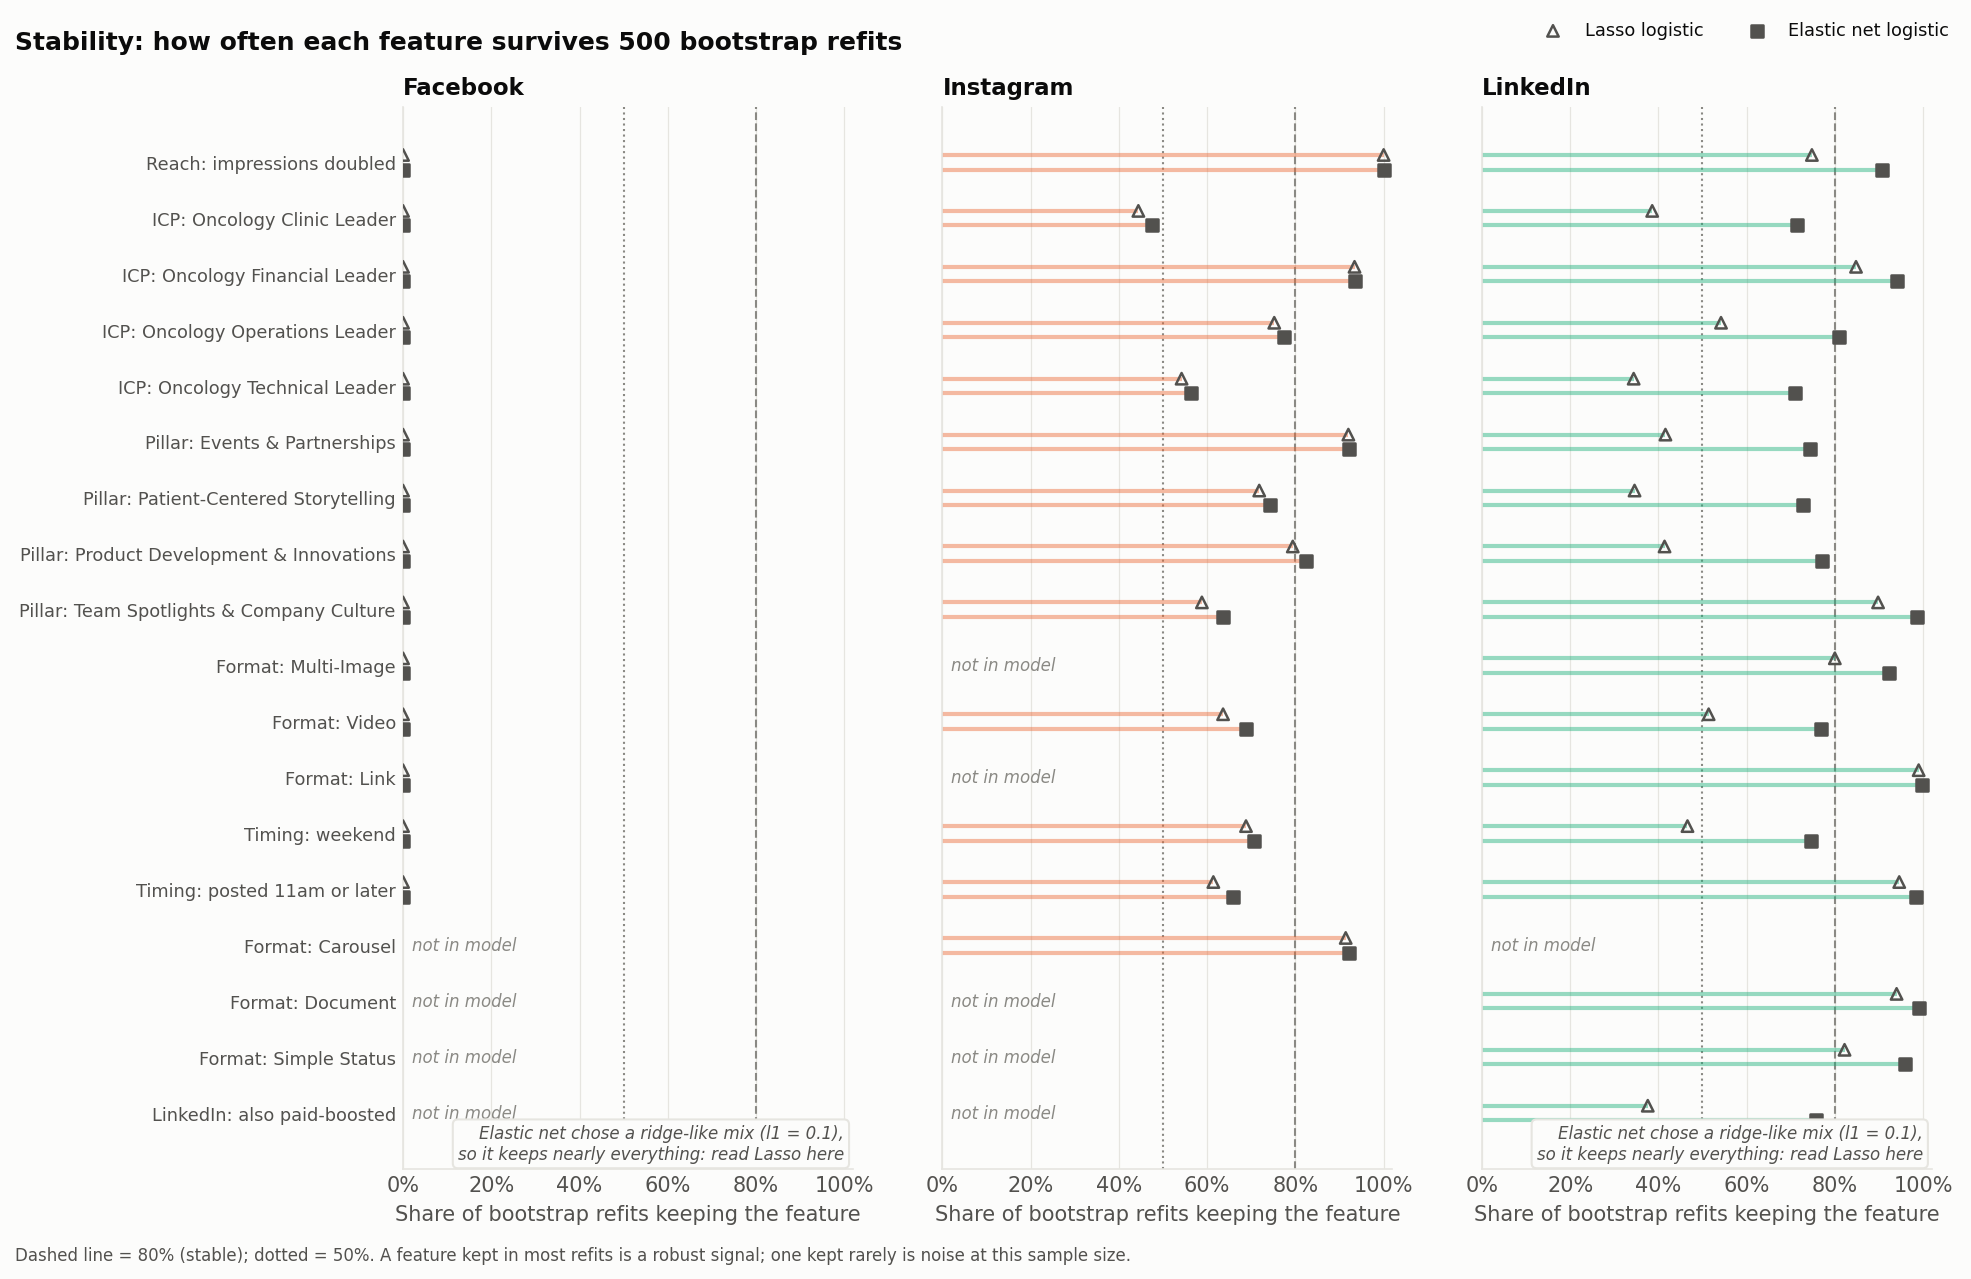 Stability: how often each feature survives 500 bootstrap refits
Lasso logistic
Elastic net logistic
Facebook
Instagram
LinkedIn
Reach: impressions doubled
ICP: Oncology Clinic Leader
ICP: Oncology Financial Leader
ICP: Oncology Operations Leader
ICP: Oncology Technical Leader
Pillar: Events & Partnerships
Pillar: Patient-Centered Storytelling
Pillar: Product Development & Innovations
Pillar: Team Spotlights & Company Culture
Format: Multi-Image
not in model
Format: Video
Format: Link
not in model
Timing: weekend
Timing: posted 11am or later
Format: Carousel
not in model
not in model
Format: Document
not in model
not in model
Format: Simple Status
not in model
not in model
LinkedIn: also paid-boosted
not in model
not in model
Elastic net chose a ridge-like mix (l1 = 0.1),
so it keeps nearly everything: read Lasso here
Elastic net chose a ridge-like mix (l1 = 0.1),
so it keeps nearly everything: read Lasso here
0% 20% 40% 60% 80% 100%
0% 20% 40% 60% 80% 100%
0% 20% 40% 60% 80% 100%
Share of bootstrap refits keeping the feature
Share of bootstrap refits keeping the feature
Share of bootstrap refits keeping the feature
Dashed line = 80% (stable); dotted = 50%. A feature kept in most refits is a robust signal; one kept rarely is noise at this sample size.